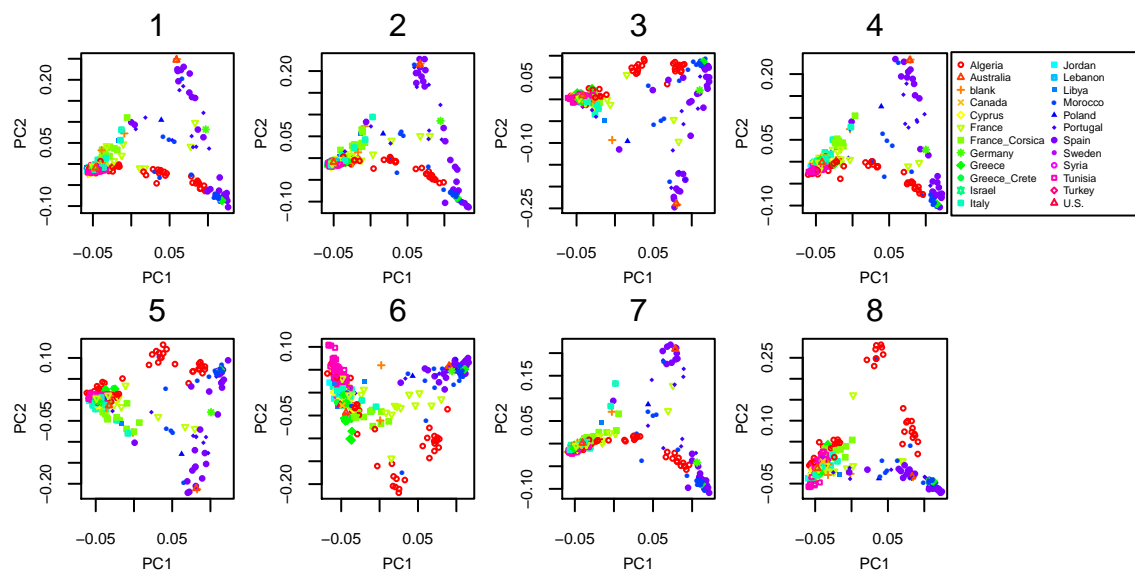 1
2
3
4
PC2
0.20
0.05
−0.10
−0.05
0.05
PC1
PC2
0.20
0.05
−0.10
−0.05
0.05
PC1
PC2
0.05
−0.10
−0.25
−0.05
0.05
PC1
PC2
0.20
0.05
−0.10
−0.05
0.05
PC1
Algeria
Australia
blank
Canada
Cyprus
France
France_Corsica
Germany
Greece
Greece_Crete
Israel
Italy
Jordan
Lebanon
Libya
Morocco
Poland
Portugal
Spain
Sweden
Syria
Tunisia
Turkey
U.S.
5
6
7
8
PC2
0.10
−0.05
−0.20
−0.05
0.05
PC1
PC2
0.10
−0.05
−0.20
−0.05
0.05
PC1
PC2
0.15
0.05
−0.10
−0.05
0.05
PC1
PC2
0.25
0.10
−0.05
−0.05
0.05
PC1